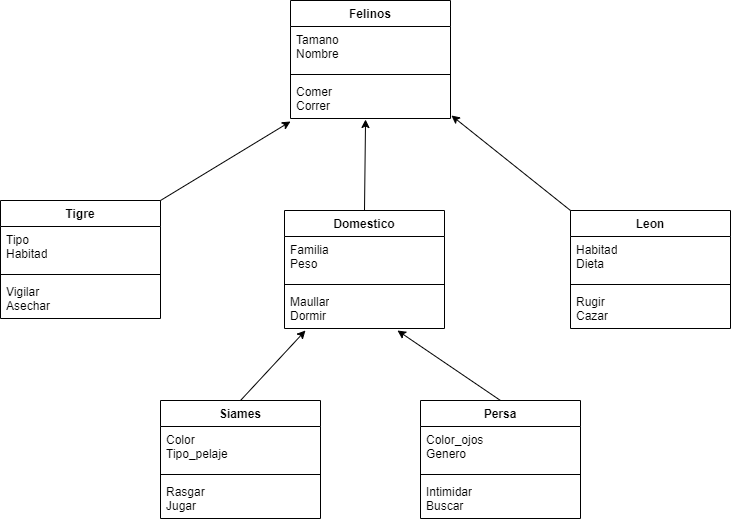 Felinos
Tamano
Nombre
Comer
Correr
Tigre
Tipo
Habitad
Vigilar
Asechar
Domestico
Familia
Peso
Maullar
Dormir
Leon
Habitad
Dieta
Rugir
Cazar
Siames
Color
Tipo_pelaje
Rasgar
Jugar
Persa
Color_ojos
Genero
Intimidar
Buscar